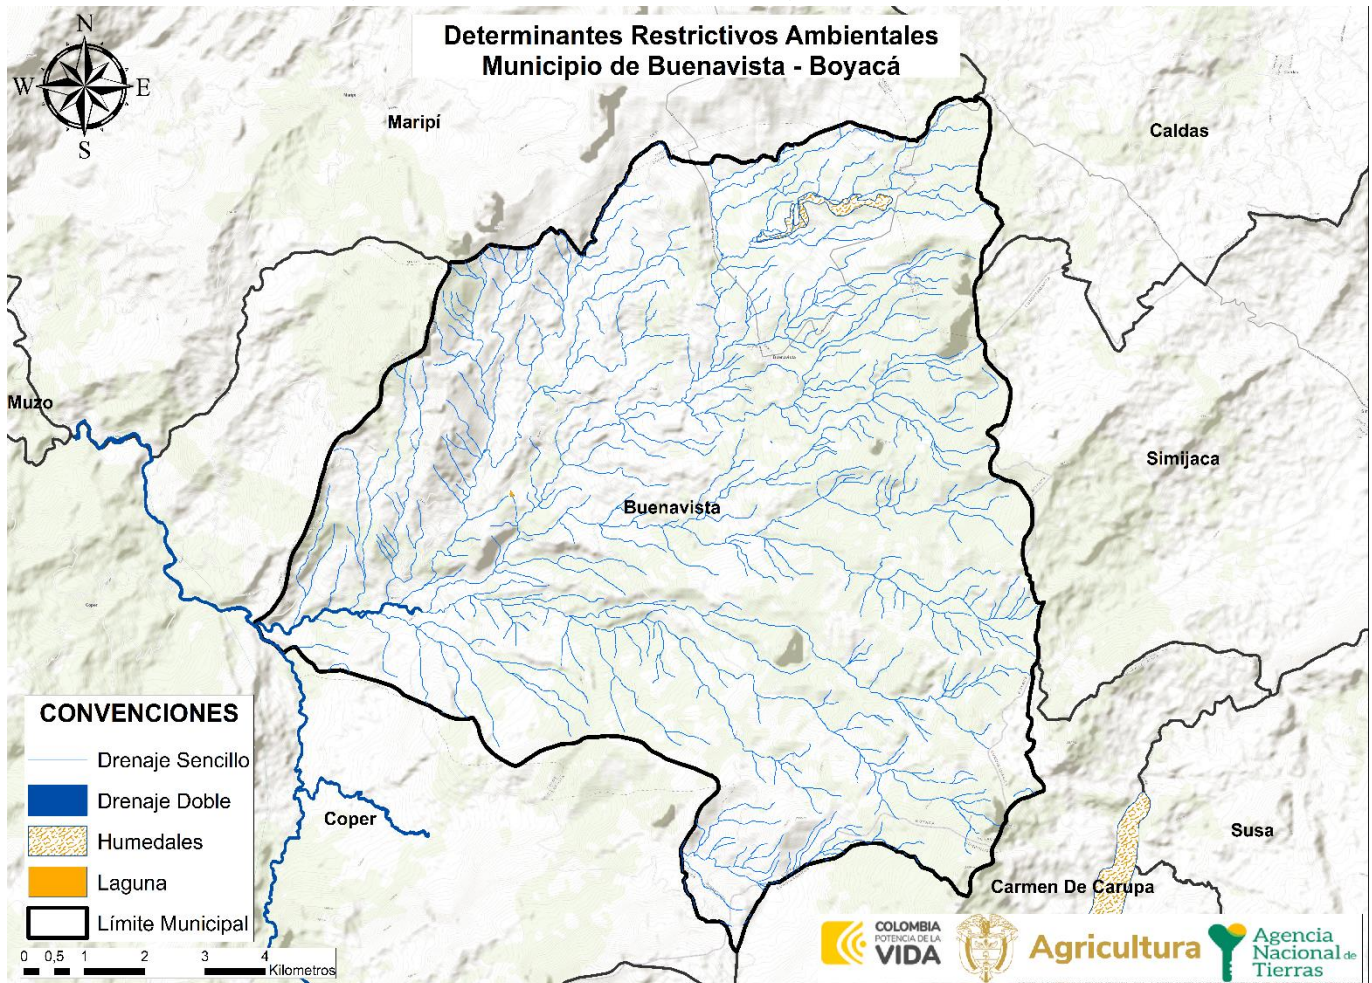 Determinantes Restrictivos Ambientales
Municipio de Buenavista - Boyacá
N
W
E
S
Maripí
Caldas
Muzo
Simijaca
Buenavista
Buenavista
Coper
Coper
Susa
Carmen De Carupa
CONVENCIONES
Drenaje Sencillo
Drenaje Doble
Humedales
Laguna
Límite Municipal
0 0,5 1 2 3 4
Kilometros
COLOMBIA
POTENCIA DE LA
VIDA
Agricultura
Agencia
Nacional de
Tierras